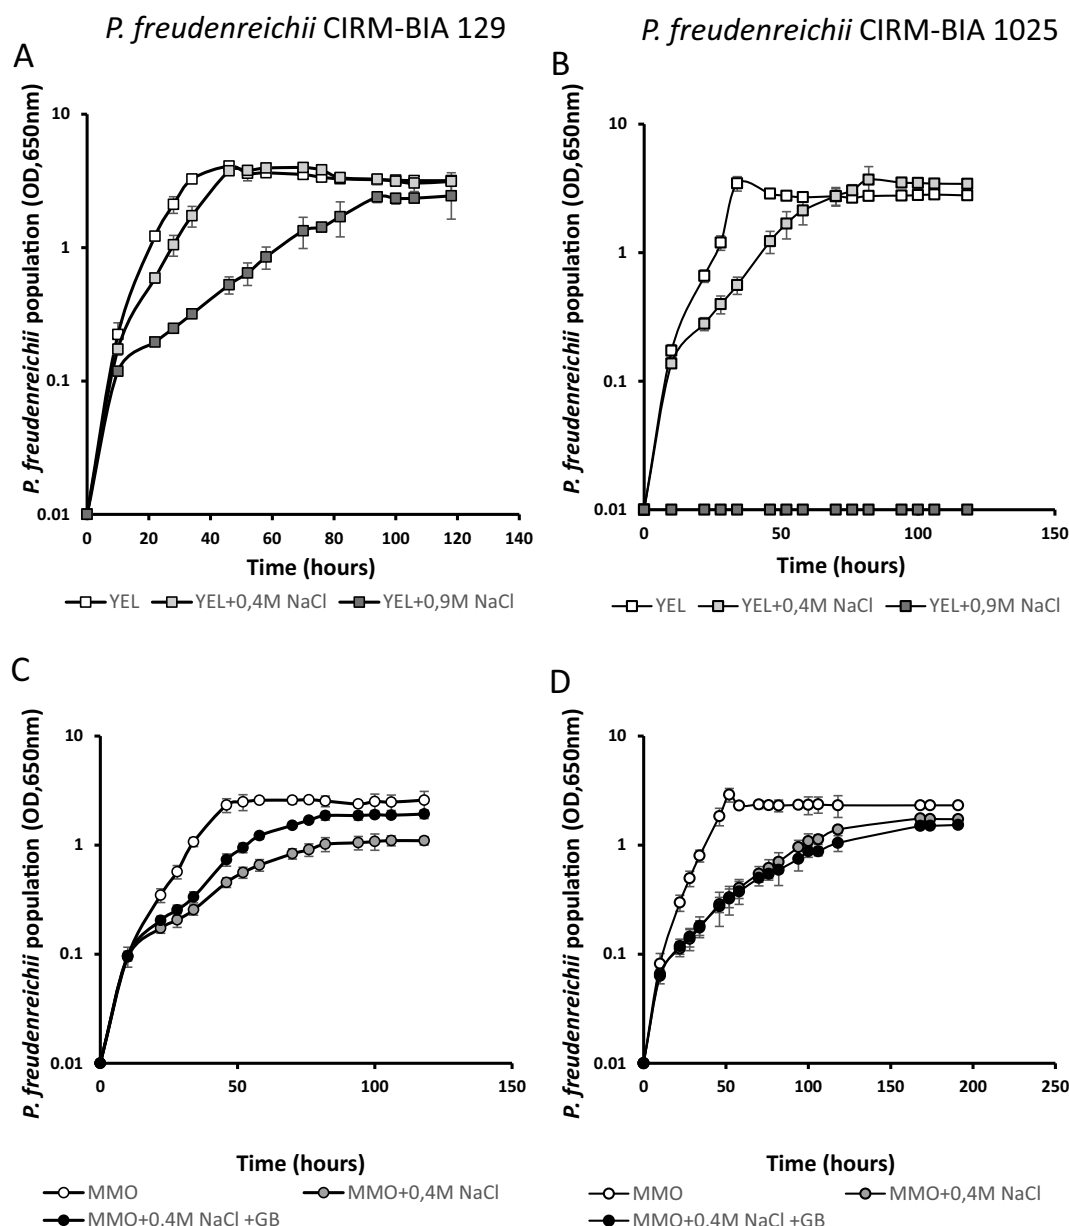 P. freudenreichii CIRM-BIA 129
P. freudenreichii CIRM-BIA 1025
A
P. freudenreichii population (OD,650nm)
10
1
0.1
0.01
0 20 40 60 80 100 120 140
Time (hours)
YEL YEL+0,4M NaCl YEL+0,9M NaCl
B
P. freudenreichii population (OD,650nm)
10
1
0.1
0.01
0 50 100 150
Time (hours)
YEL YEL+0,4M NaCl YEL+0,9M NaCl
C
P. freudenreichii population (OD,650nm)
10
1
0.1
0.01
0 50 100 150
Time (hours)
MMO MMO+0,4M NaCl
MMO+0,4M NaCl +GB
D
P. freudenreichii population (OD,650nm)
10
1
0.1
0.01
0 50 100 150 200 250
Time (hours)
MMO MMO+0,4M NaCl
MMO+0,4M NaCl +GB